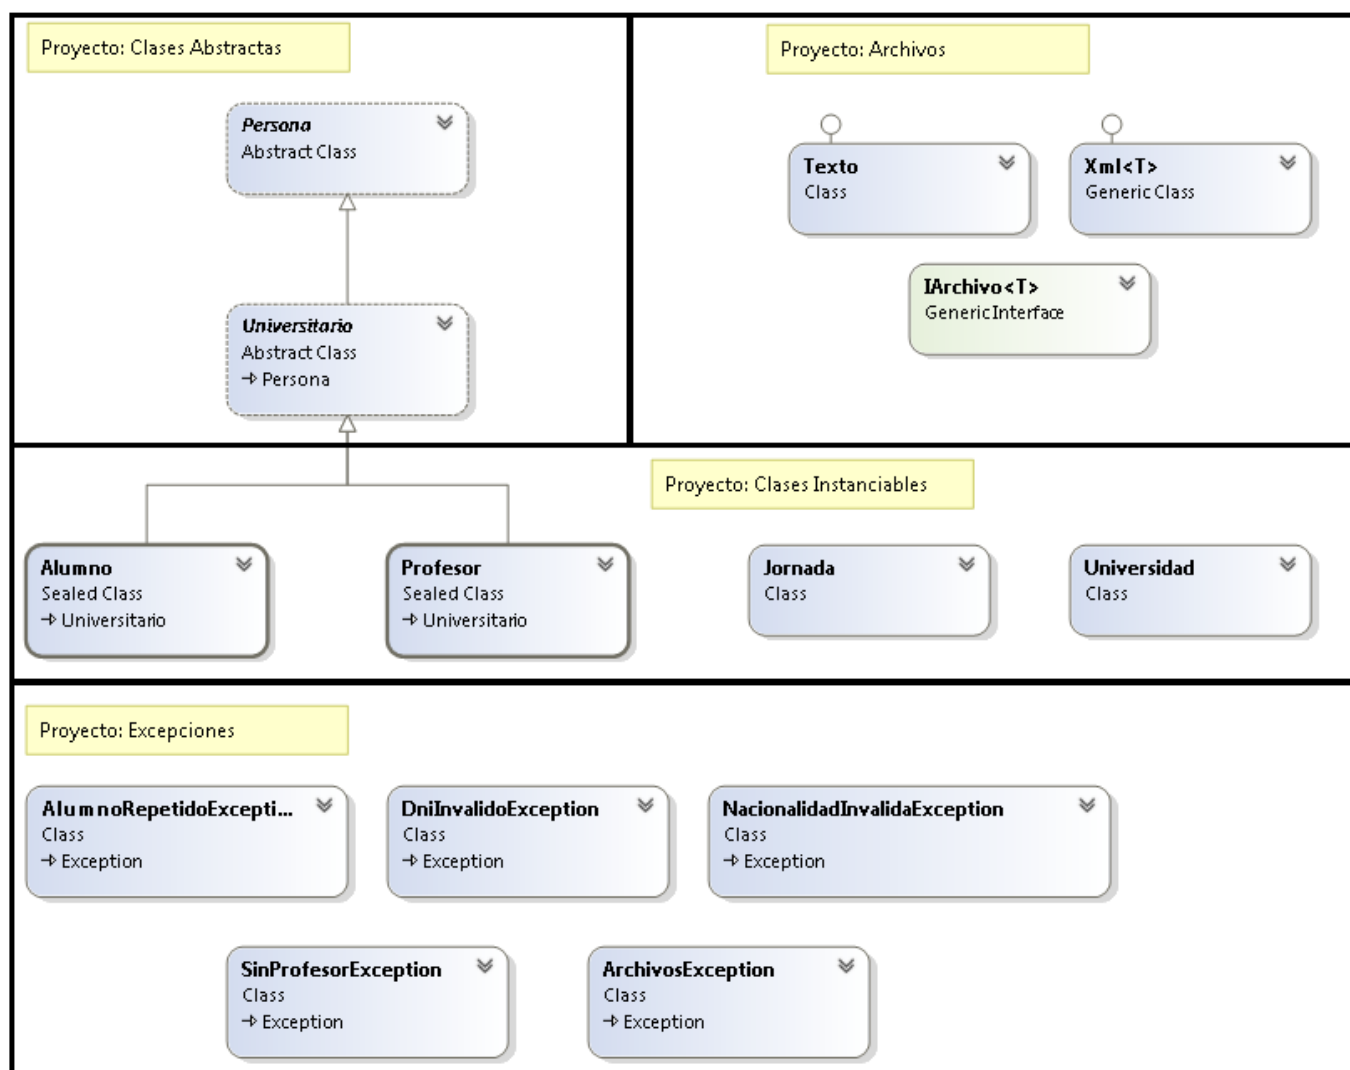 Proyecto: Clases Abstractas
Persona
Abstract Class
Universitario
Abstract Class
Persona
Proyecto: Archivos
Texto
Class
Xml<T>
Generic Class
IArchivo<T>
Generic Interface
Proyecto: Clases Instanciables
Alumno
Sealed Class
Universitario
Profesor
Sealed Class
Universitario
Jornada
Class
Universidad
Class
Proyecto: Excepciones
AlumnoRepetidoExcepti...
Class
Exception
DniInvalidoException
Class
Exception
NacionalidadInvalidaException
Class
Exception
SinProfesorException
Class
Exception
ArchivosException
Class
Exception